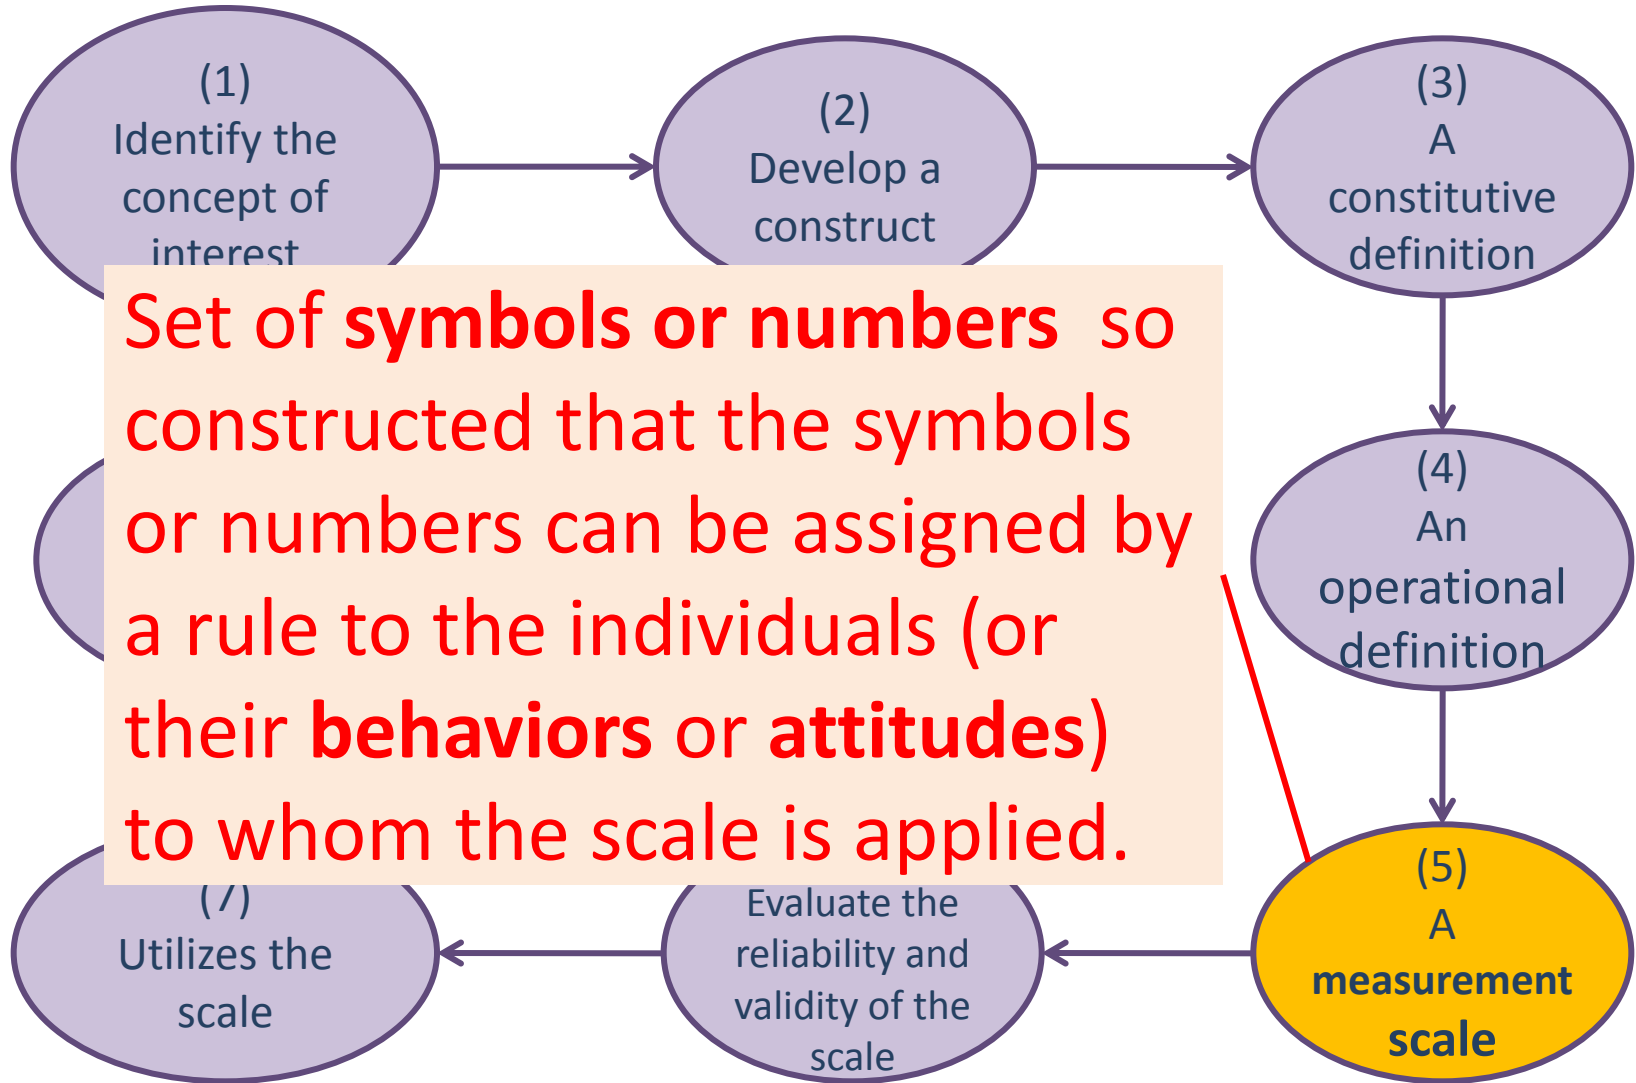 (1)
Identify the
concept of
interest
(2)
Develop a
construct
(3)
A
constitutive
definition
Set of symbols or numbers so
constructed that the symbols
or numbers can be assigned by
a rule to the individuals (or
their behaviors or attitudes)
to whom the scale is applied.
(4)
An
operational
definition
(5)
A
measurement
scale
Evaluate the
reliability and
validity of the
scale
(7)
Utilizes the
scale